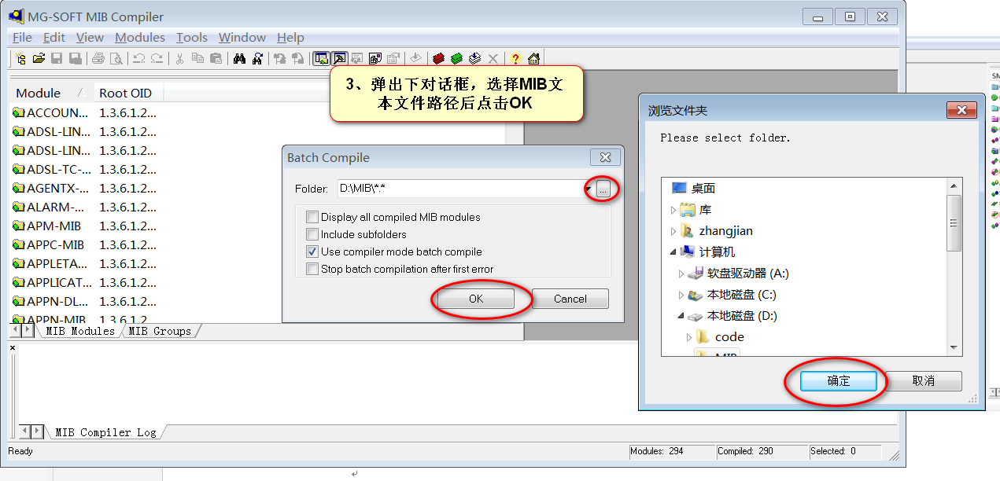 MG-SOFT MIB Compiler
File Edit View Modules Tools Window Help
3、弹出下对话框，选择MIB文
本文件路径后点击OK
Module Root OID
ACCOUN... 1.3.6.1.2...
ADSL-LIN... 1.3.6.1.2...
ADSL-LIN... 1.3.6.1.2...
ADSL-TC-... 1.3.6.1.2...
AGENTX-... 1.3.6.1.2...
ALARM-... 1.3.6.1.2...
APM-MIB 1.3.6.1.2...
APPC-MIB 1.3.6.1.2...
APPLETA... 1.3.6.1.2...
APPLICAT... 1.3.6.1.2...
APPN-DL... 1.3.6.1.2...
APPN-MIB 1.3.6.1.2
MIB Modules MIB Groups
Batch Compile
Folder: D:\MIB\*.* ...
Display all compiled MIB modules
Include subfolders
Use compiler mode batch compile
Stop batch compilation after first error
OK Cancel
浏览文件夹
Please select folder.
桌面
库
zhangjian
计算机
软盘驱动器 (A:)
本地磁盘 (C:)
本地磁盘 (D:)
code
MIB
确定 取消
MIB Compiler Log
Ready Modules: 294 Compiled: 290 Selected: 0